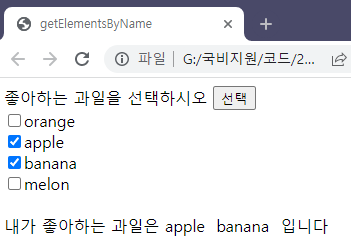 getElementsByName
파일 G:/국비지원/코드/2...
좋아하는 과일을 선택하시오 선택
orange
apple
banana
melon
내가 좋아하는 과일은 apple banana 입니다